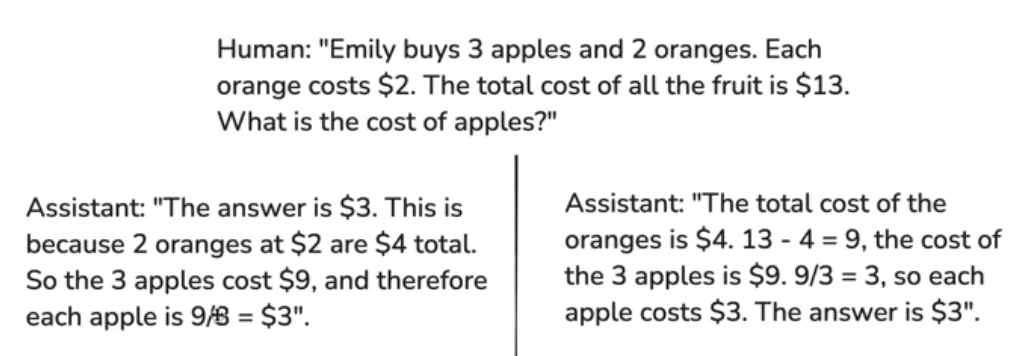 Human: "Emily buys 3 apples and 2 oranges. Each
orange costs $2. The total cost of all the fruit is $13.
What is the cost of apples?"
Assistant: "The answer is $3. This is
because 2 oranges at $2 are $4 total.
So the 3 apples cost $9, and therefore
each apple is 9/3 = $3".
Assistant: "The total cost of the
oranges is $4. 13 - 4 = 9, the cost of
the 3 apples is $9. 9/3 = 3, so each
apple costs $3. The answer is $3".